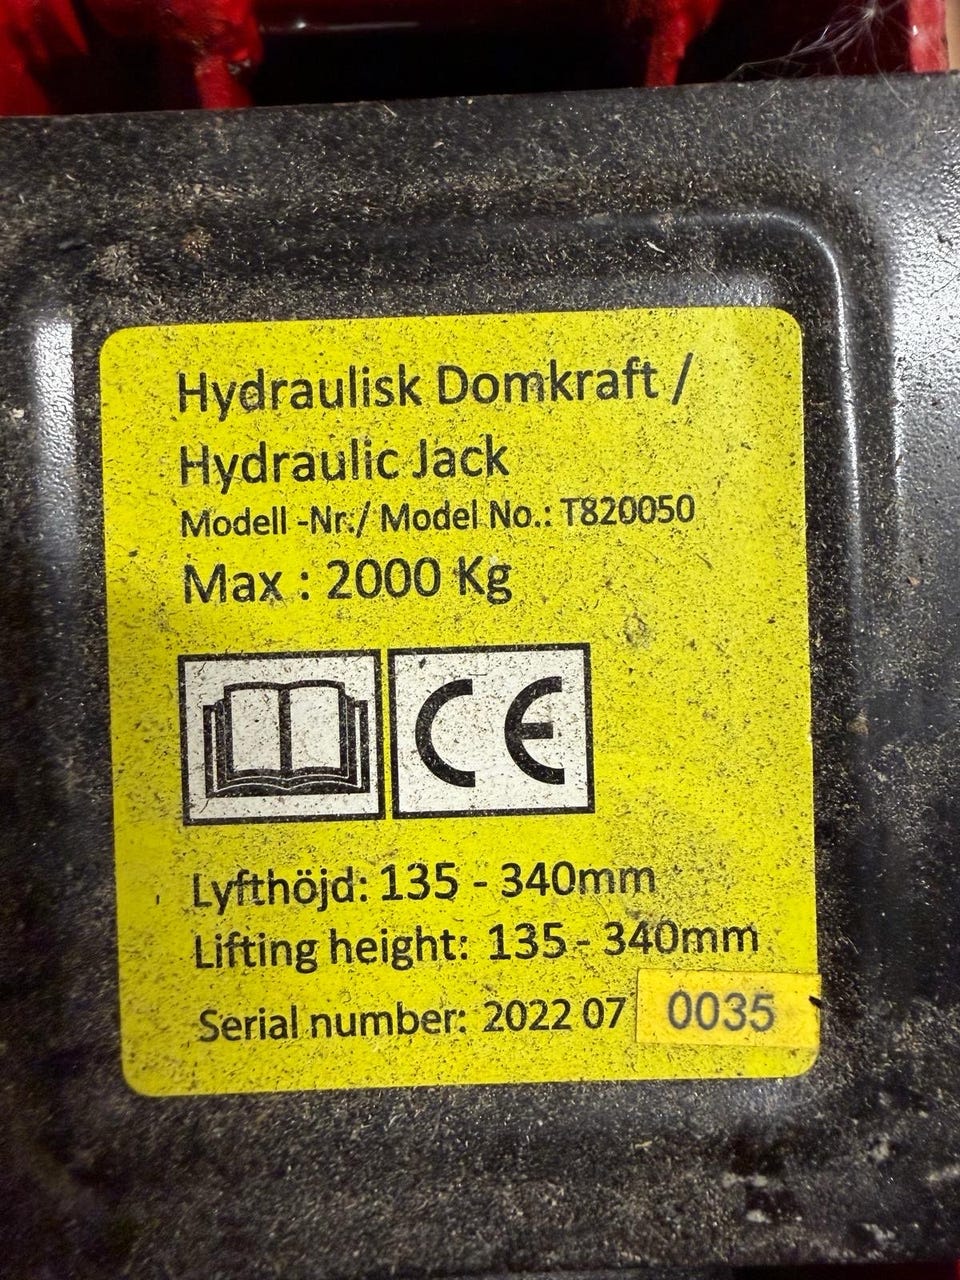 Hydraulisk Domkraft /
Hydraulic Jack
Modell -Nr./ Model No.: T820050
Max : 2000 Kg
CE
Lyfthöjd: 135 - 340mm
Lifting height: 135 - 340mm
Serial number: 2022 07 0035